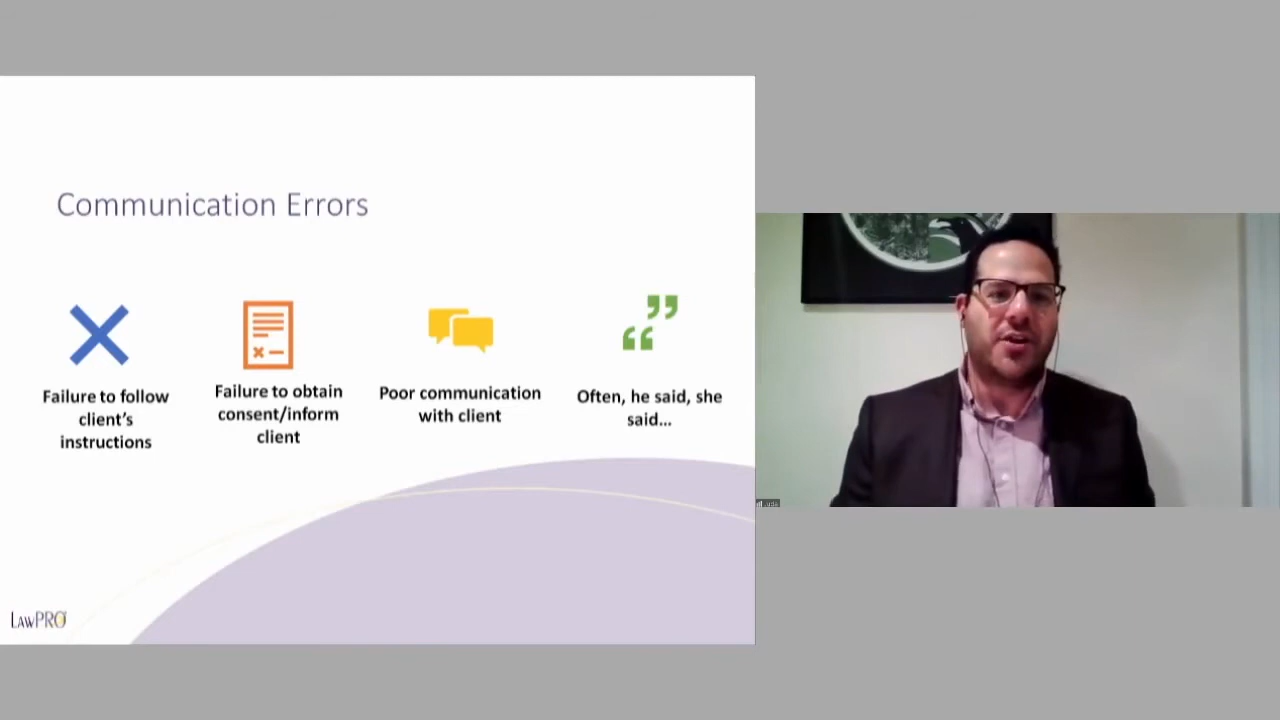 Communication Errors
Failure to follow
client's
instructions
Failure to obtain
consent/inform
client
Poor communication
with client
Often, he said, she
said...
LAWPRO